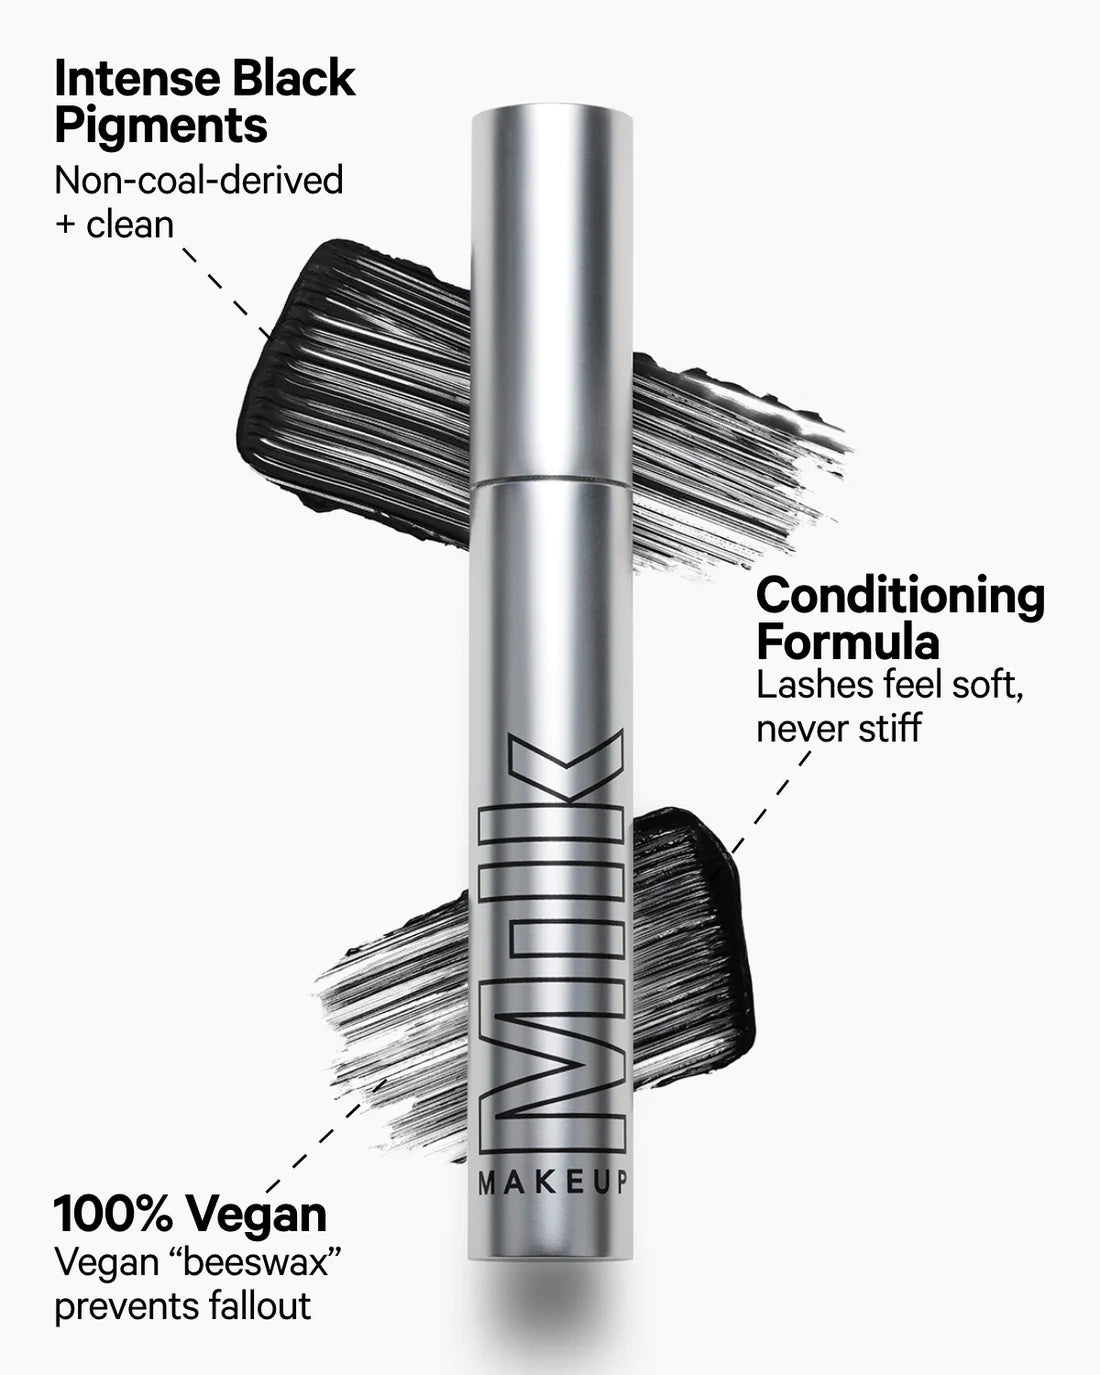 Intense Black
Pigments
Non-coal-derived
+ clean
Conditioning
Formula
Lashes feel soft,
never stiff
Milk
MAKEUP
100% Vegan
Vegan “beeswax”
prevents fallout